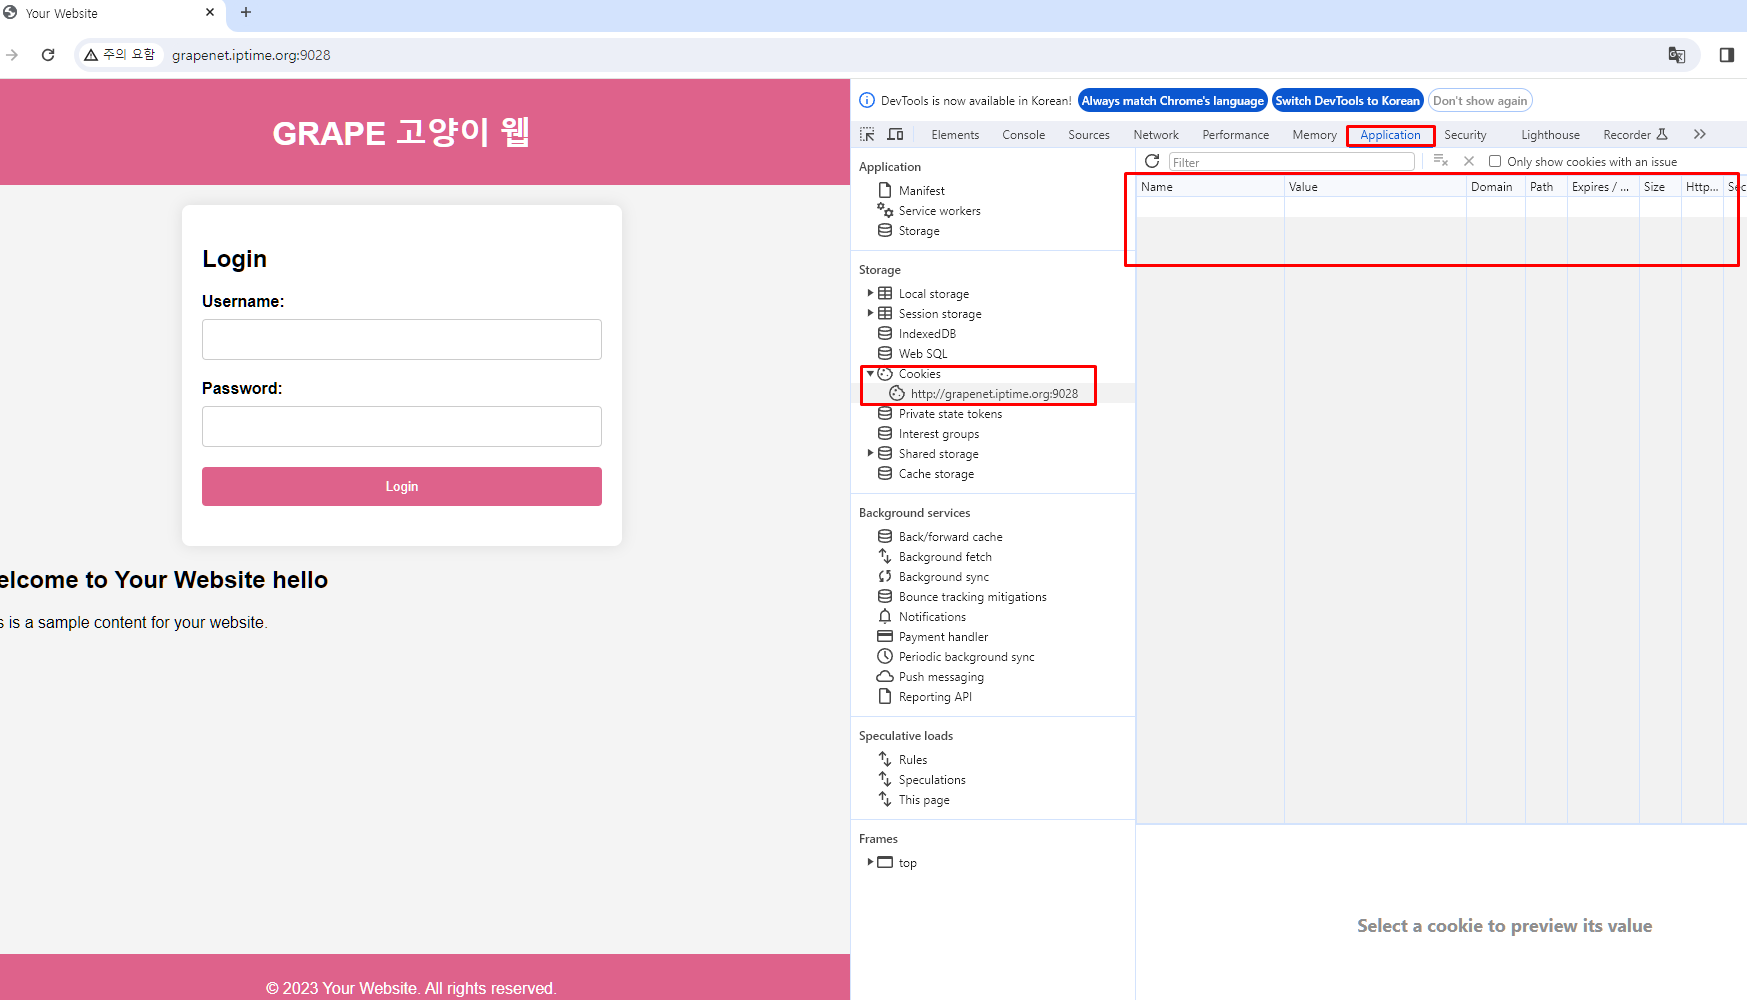 Your Website
주의 요함
grapenet.iptime.org:9028
GRAPE 고양이 웹
Login
Username:
Password:
Login
elcome to Your Website hello
s is a sample content for your website.
© 2023 Your Website. All rights reserved.
DevTools is now available in Korean!
Always match Chrome's language
Switch DevTools to Korean
Don't show again
Elements
Console
Sources
Network
Performance
Memory
Application
Security
Lighthouse
Recorder
Application
Manifest
Service workers
Storage
Storage
Local storage
Session storage
IndexedDB
Web SQL
Cookies
http://grapenet.iptime.org:9028
Private state tokens
Interest groups
Shared storage
Cache storage
Background services
Back/forward cache
Background fetch
Background sync
Bounce tracking mitigations
Notifications
Payment handler
Periodic background sync
Push messaging
Reporting API
Speculative loads
Rules
Speculations
This page
Frames
top
Filter
Only show cookies with an issue
Name
Value
Domain
Path
Expires / ...
Size
Http...
Sec
Select a cookie to preview its value